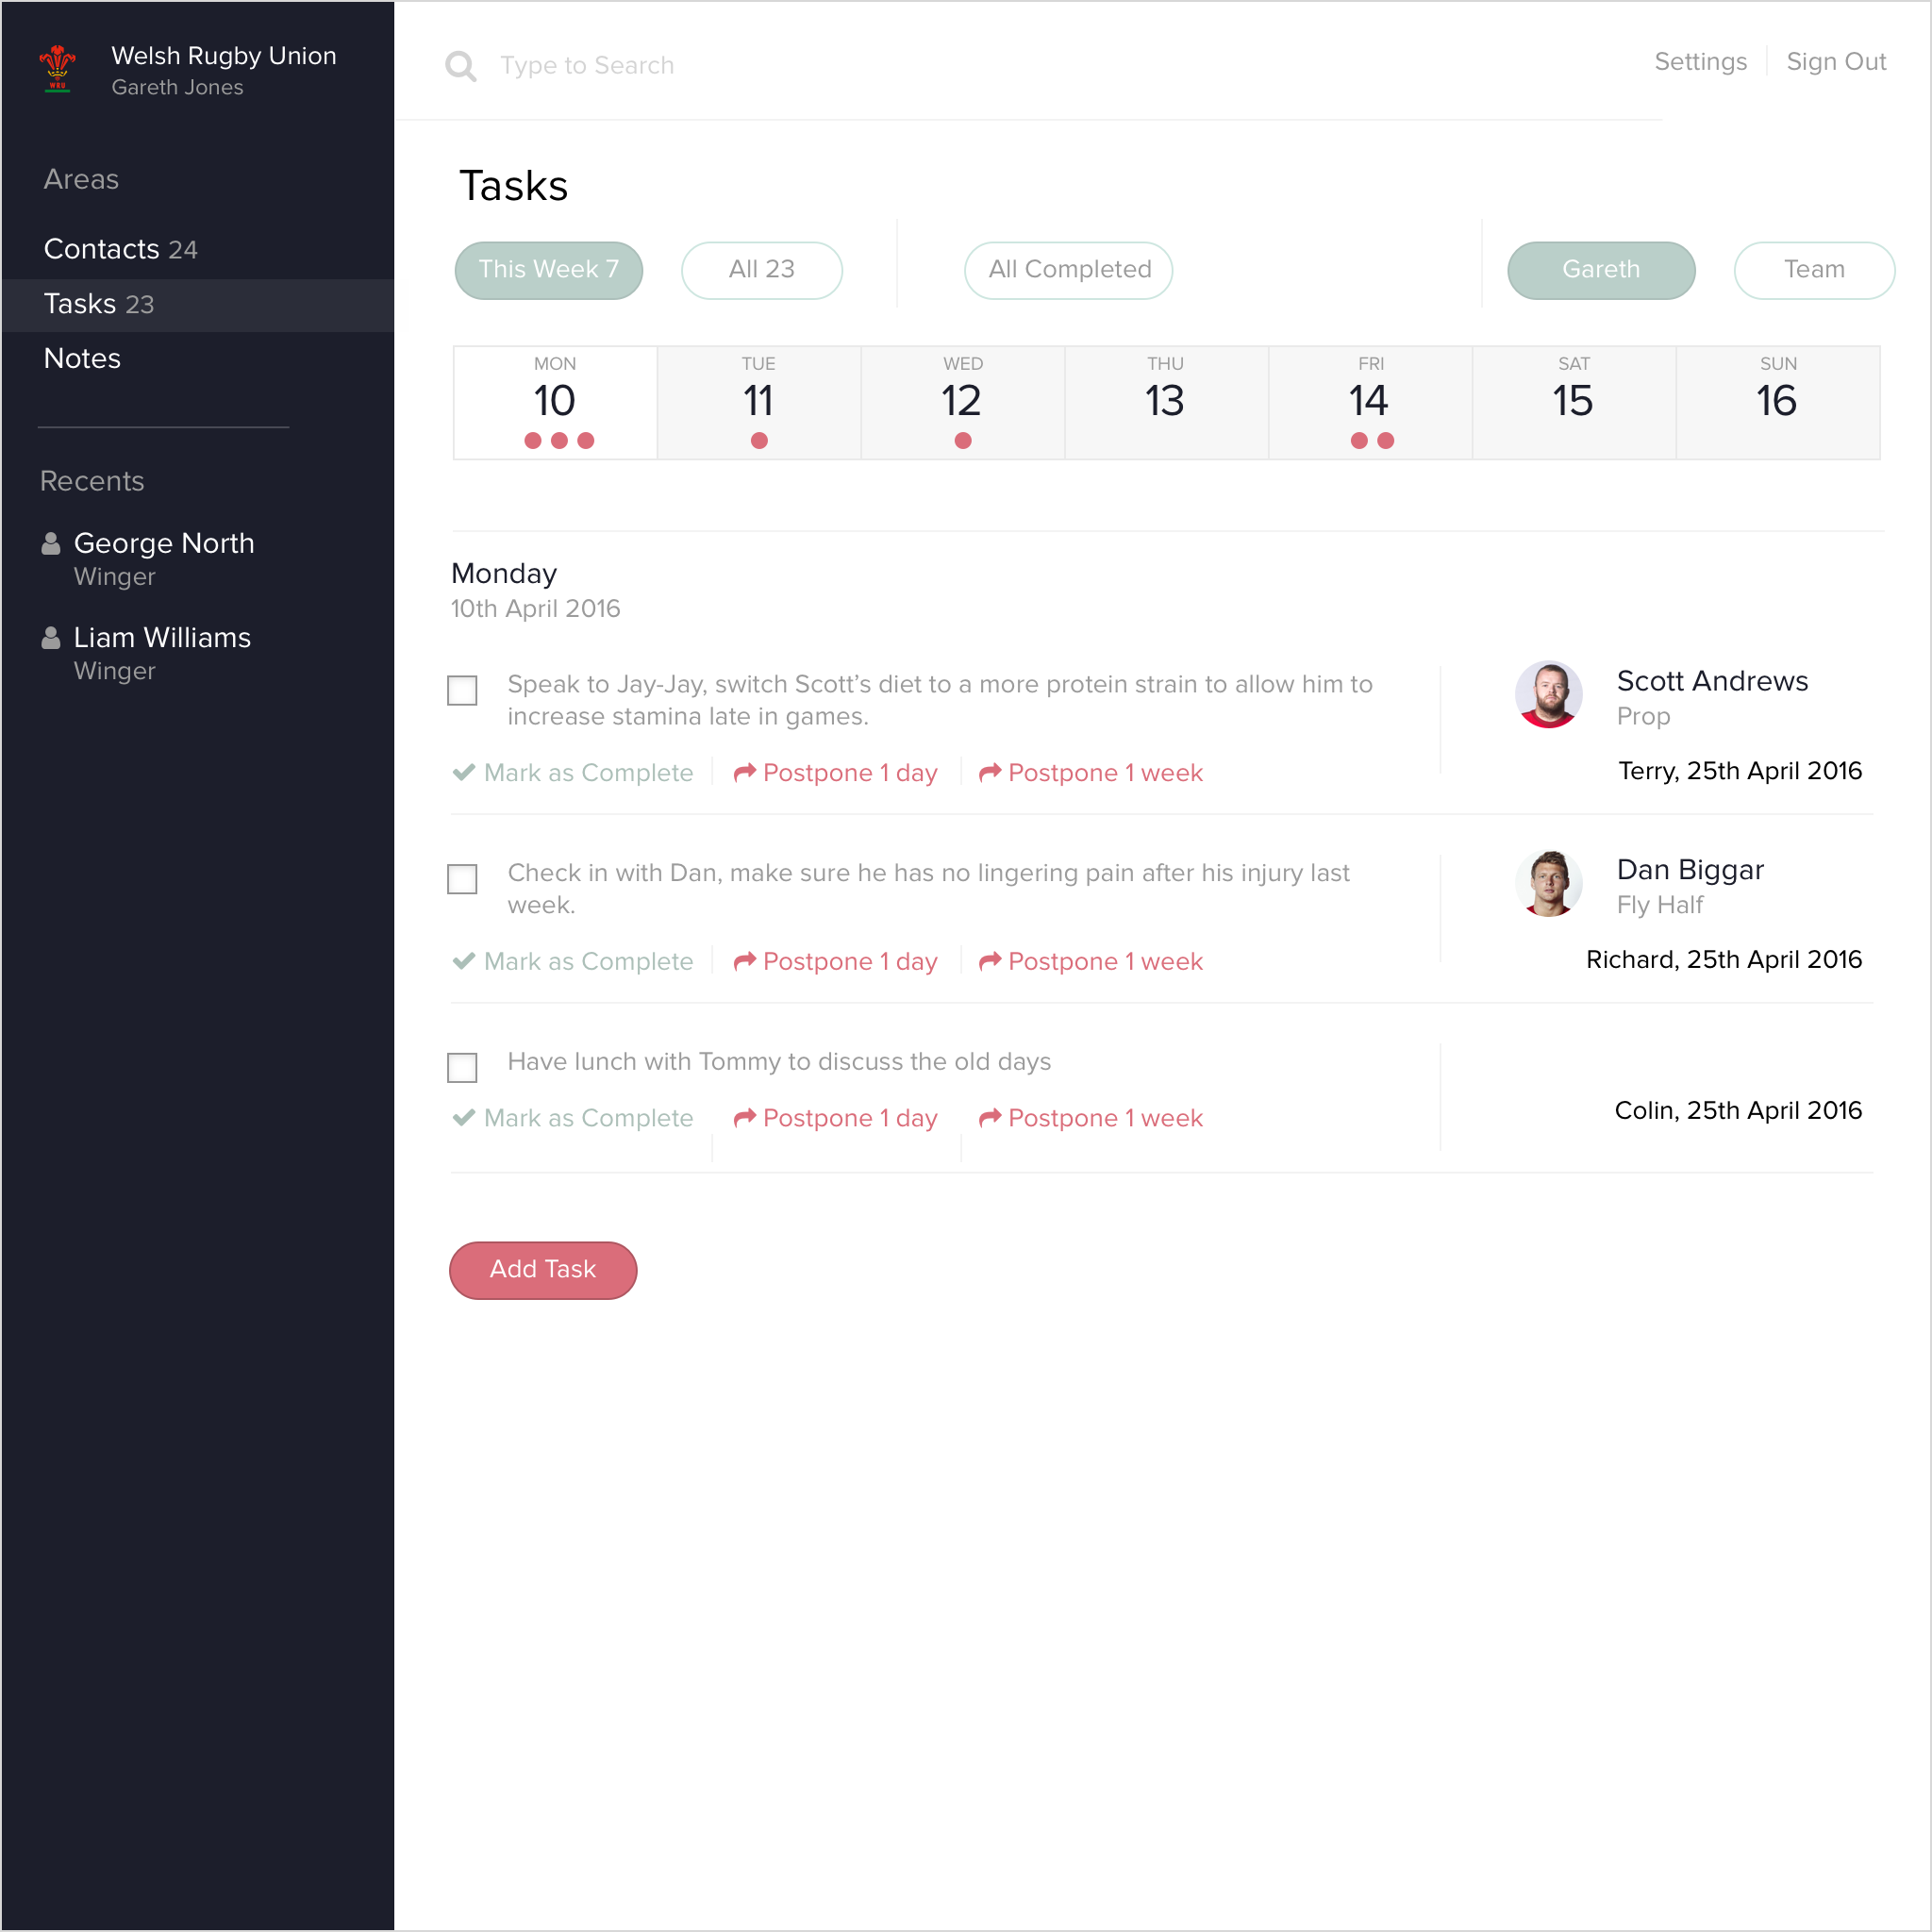 Welsh Rugby Union
Gareth Jones
WRU
Areas
Contacts 24
Tasks 23
Notes
Recents
George North
Winger
Liam Williams
Winger
Type to Search
Settings
Sign Out
Tasks
This Week 7
All 23
All Completed
Gareth
Team
MON
10
TUE
11
WED
12
THU
13
FRI
14
SAT
15
SUN
16
Monday
10th April 2016
Speak to Jay-Jay, switch Scott’s diet to a more protein strain to allow him to
increase stamina late in games.
Mark as Complete
Postpone 1 day
Postpone 1 week
Scott Andrews
Prop
Terry, 25th April 2016
Check in with Dan, make sure he has no lingering pain after his injury last
week.
Mark as Complete
Postpone 1 day
Postpone 1 week
Dan Biggar
Fly Half
Richard, 25th April 2016
Have lunch with Tommy to discuss the old days
Mark as Complete
Postpone 1 day
Postpone 1 week
Colin, 25th April 2016
Add Task